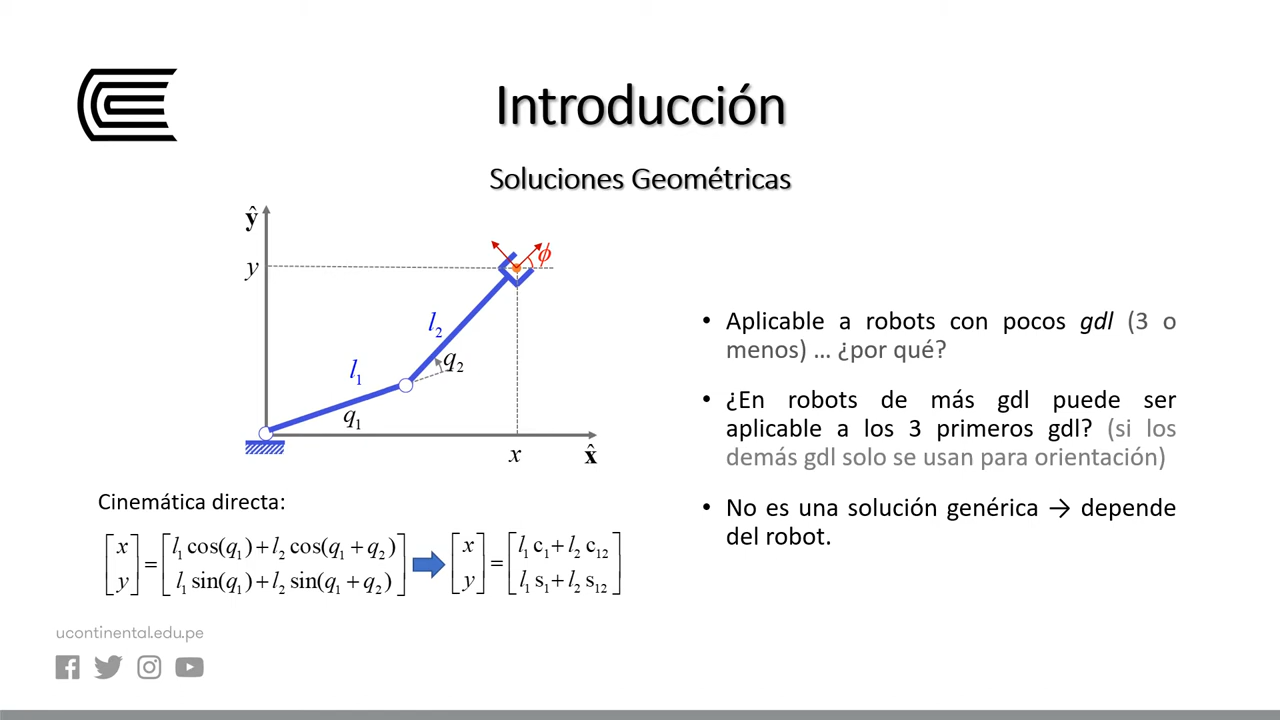 Introducción
Soluciones Geométricas
ŷ
y
ϕ
l₂
q₂
l₁
q₁
x
x̂
• Aplicable a robots con pocos gdl (3 o
menos) … ¿por qué?
• ¿En robots de más gdl puede ser
aplicable a los 3 primeros gdl? (si los
demás gdl solo se usan para orientación)
• No es una solución genérica → depende
del robot.
Cinemática directa:
[x] = [l₁ cos(q₁) + l₂ cos(q₁ + q₂)] [x] = [l₁ c₁ + l₂ c₁₂]
[y] [l₁ sin(q₁) + l₂ sin(q₁ + q₂)] [y] [l₁ s₁ + l₂ s₁₂]
ucontinental.edu.pe